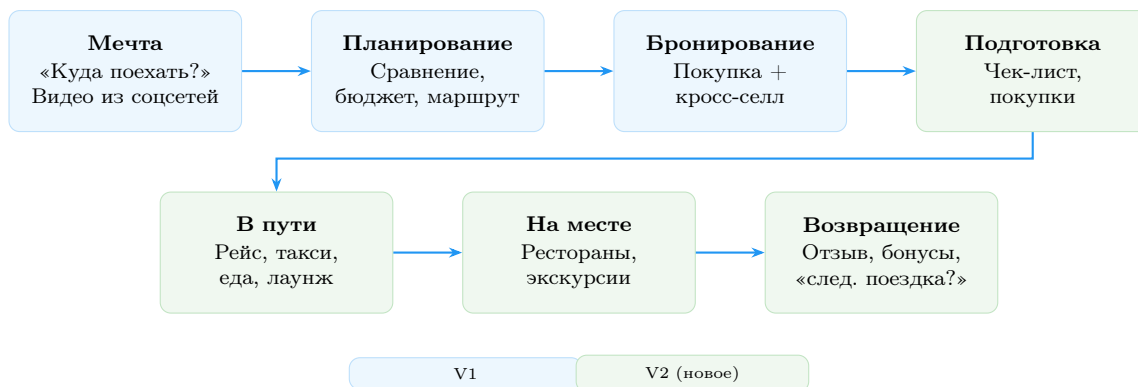 Мечта
«Куда поехать?»
Видео из соцсетей
Планирование
Сравнение,
бюджет, маршрут
Бронирование
Покупка +
кросс-селл
Подготовка
Чек-лист,
покупки
В пути
Рейс, такси,
еда, лаунж
На месте
Рестораны,
экскурсии
Возвращение
Отзыв, бонусы,
«след. поездка?»
V1
V2 (новое)